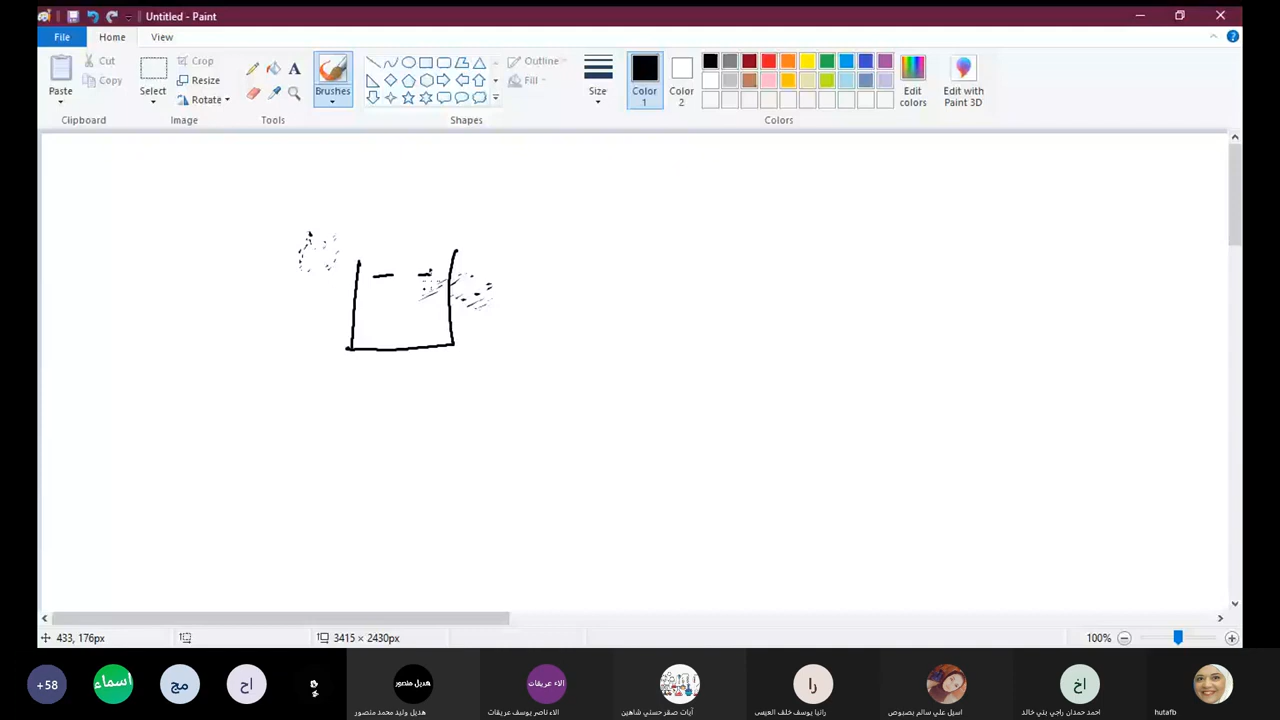 Untitled - Paint
File
Home
View
Paste
Cut
Copy
Clipboard
Select
Crop
Resize
Rotate
Image
Tools
Brushes
Outline
Fill
Shapes
Size
Color
1
Color
2
Edit
colors
Edit with
Paint 3D
Colors
433, 176px
3415 × 2430px
100%
+58
اسماء
مج
اح
هديل منصور
هديل وليد محمد منصور
الاء عريقات
الاء ناصر يوسف عريقات
آيات صقر حسني شاهين
را
رانيا يوسف خلف العيسى
اسيل علي سالم بصبوص
اخ
احمد حمدان راجي بني خالد
hutafb